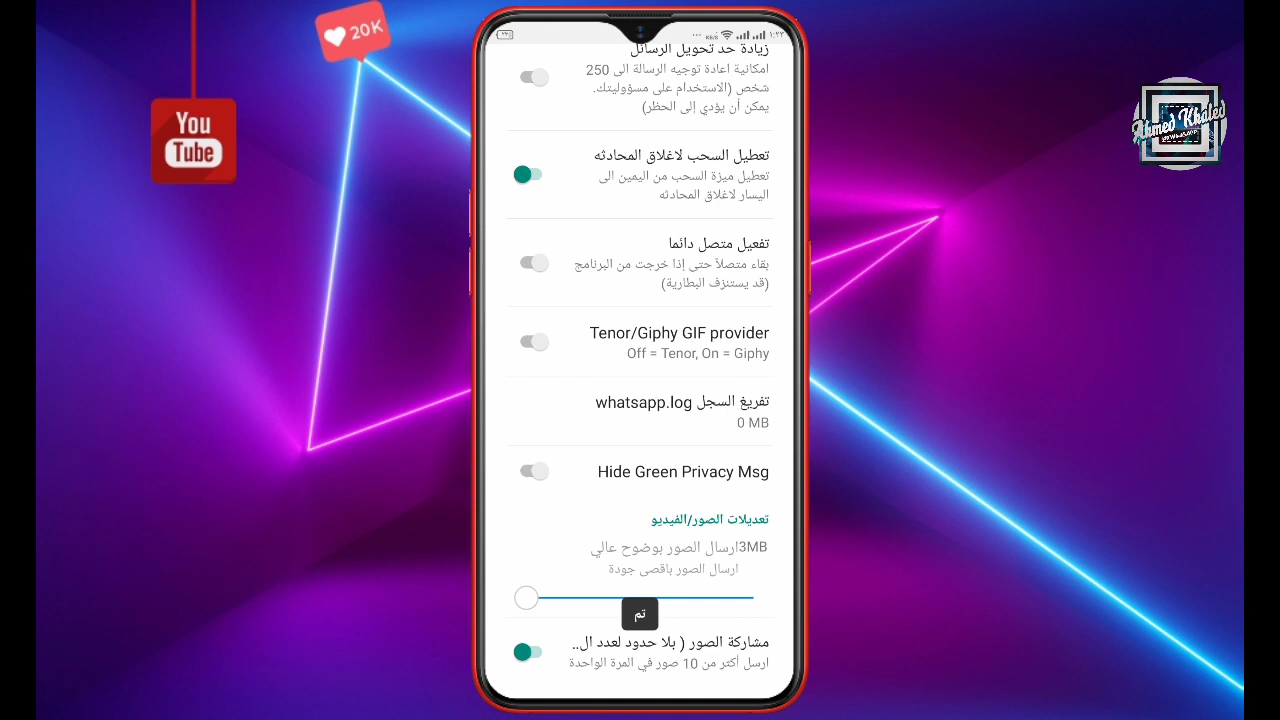 20K
You
Tube
Ahmed Khaled
١:٢٢
زيادة حد تحويل الرسائل
امكانية اعادة توجيه الرسالة الى 250
شخص (الاستخدام على مسؤوليتك.
يمكن أن يؤدي إلى الحظر)
تعطيل السحب لاغلاق المحادثه
تعطيل ميزة السحب من اليمين الى
اليسار لاغلاق المحادثه
تفعيل متصل دائما
بقاء متصلاً حتى إذا خرجت من البرنامج
(قد يستنزف البطارية)
Tenor/Giphy GIF provider
Off = Tenor, On = Giphy
تفريغ السجل whatsapp.log
0 MB
Hide Green Privacy Msg
تعديلات الصور/الفيديو
3MBارسال الصور بوضوح عالي
ارسال الصور باقصى جودة
تم
مشاركة الصور ( بلا حدود لعدد ال..
ارسل أكثر من 10 صور في المرة الواحدة